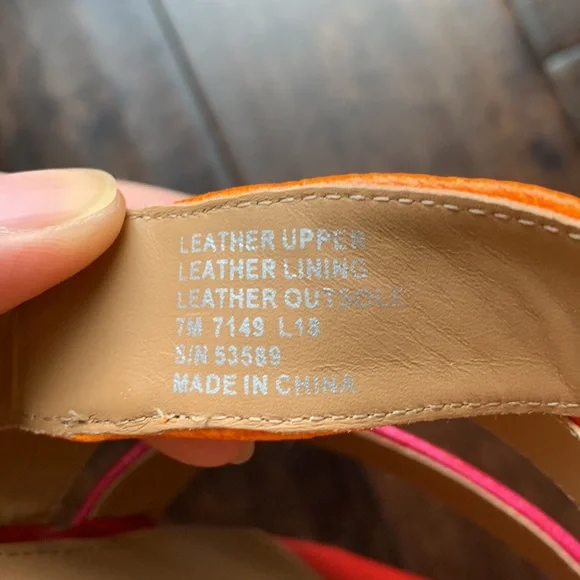 LEATHER UPPER
LEATHER LINING
LEATHER OUTSOLE
7M 7149 L18
S/N 53589
MADE IN CHINA